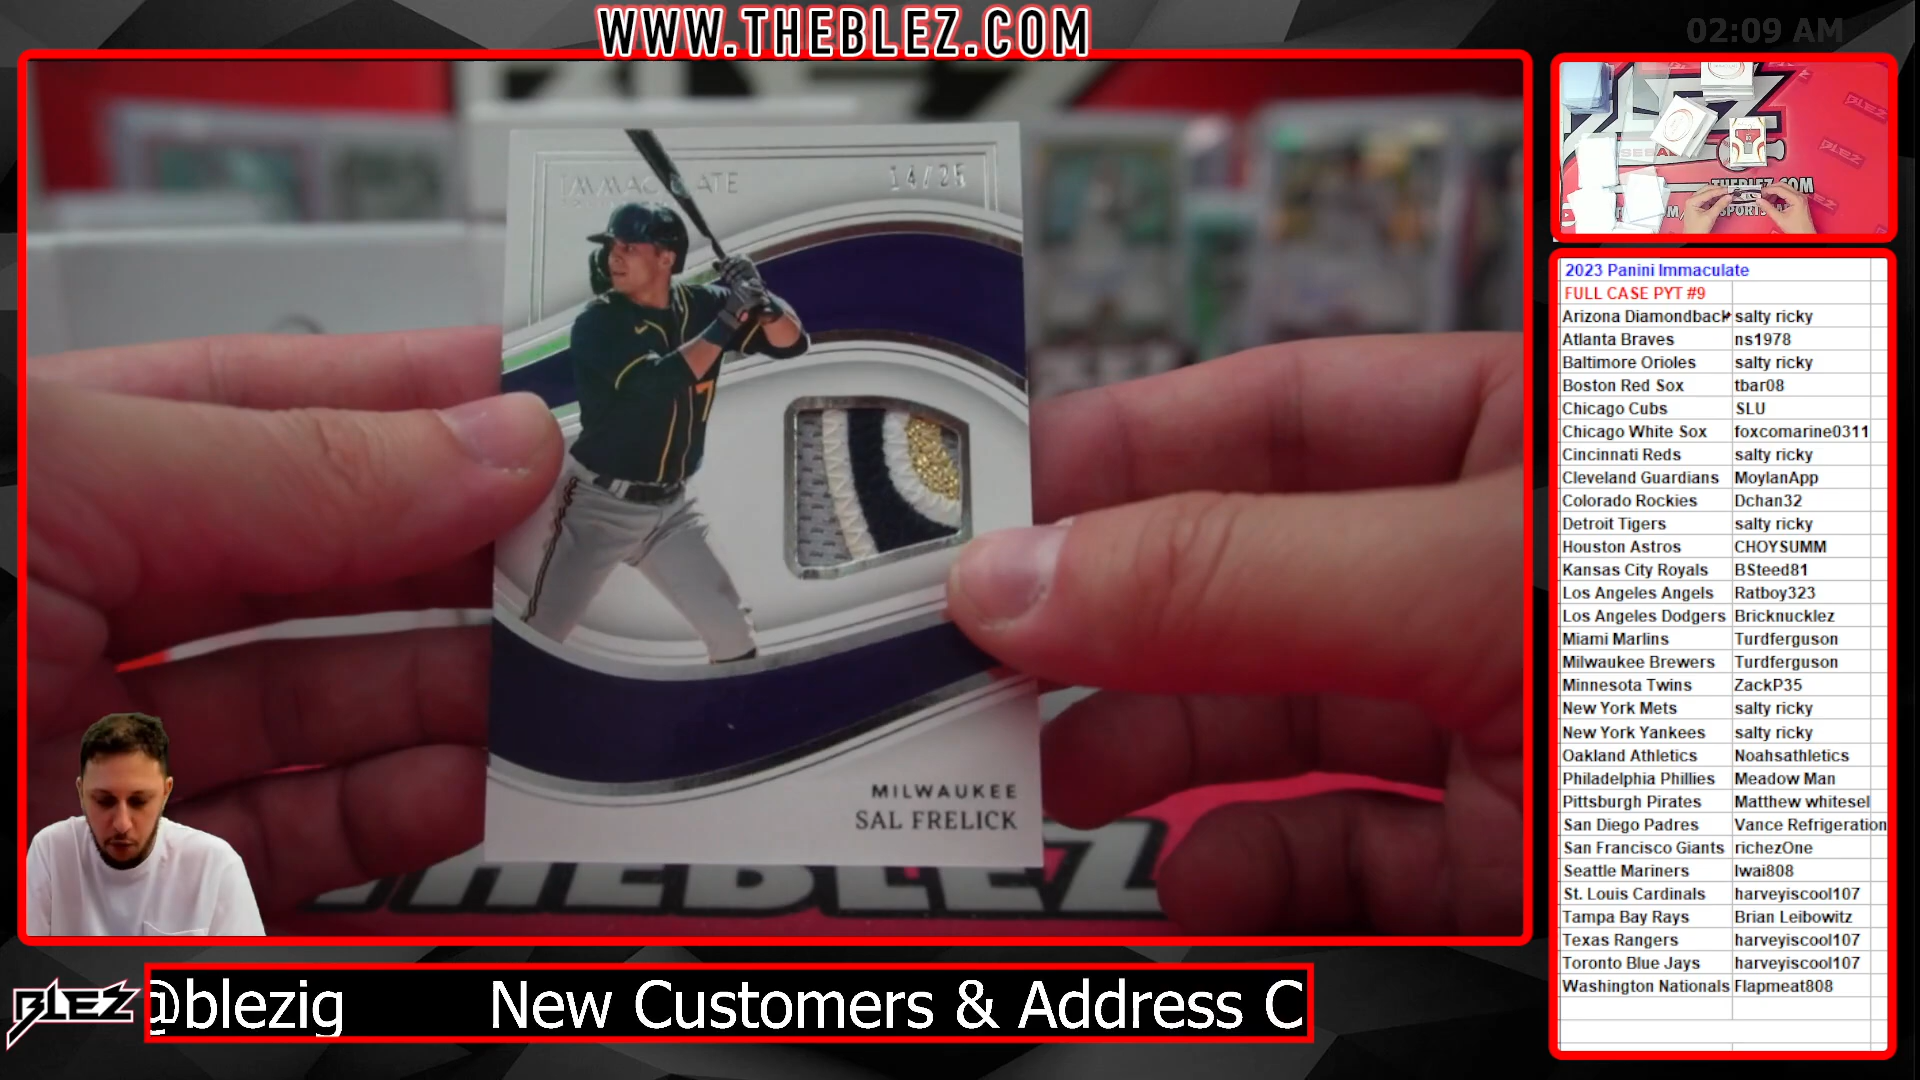 WWW.THEBLEZ.COM
02:09 AM
IMMACULATE
14/25
7
MILWAUKEE
SAL FRELICK
THEBLEZ
THEBLEZ.COM
BLEZ
@blezig New Customers & Address C
2023 Panini Immaculate
FULL CASE PYT #9
Arizona Diamondback salty ricky
Atlanta Braves ns1978
Baltimore Orioles salty ricky
Boston Red Sox tbar08
Chicago Cubs SLU
Chicago White Sox foxcomarine0311
Cincinnati Reds salty ricky
Cleveland Guardians MoylanApp
Colorado Rockies Dchan32
Detroit Tigers salty ricky
Houston Astros CHOYSUMM
Kansas City Royals BSteed81
Los Angeles Angels Ratboy323
Los Angeles Dodgers Bricknucklez
Miami Marlins Turdferguson
Milwaukee Brewers Turdferguson
Minnesota Twins ZackP35
New York Mets salty ricky
New York Yankees salty ricky
Oakland Athletics Noahsathletics
Philadelphia Phillies Meadow Man
Pittsburgh Pirates Matthew whitesel
San Diego Padres Vance Refrigeration
San Francisco Giants richezOne
Seattle Mariners lwai808
St. Louis Cardinals harveyiscool107
Tampa Bay Rays Brian Leibowitz
Texas Rangers harveyiscool107
Toronto Blue Jays harveyiscool107
Washington Nationals Flapmeat808